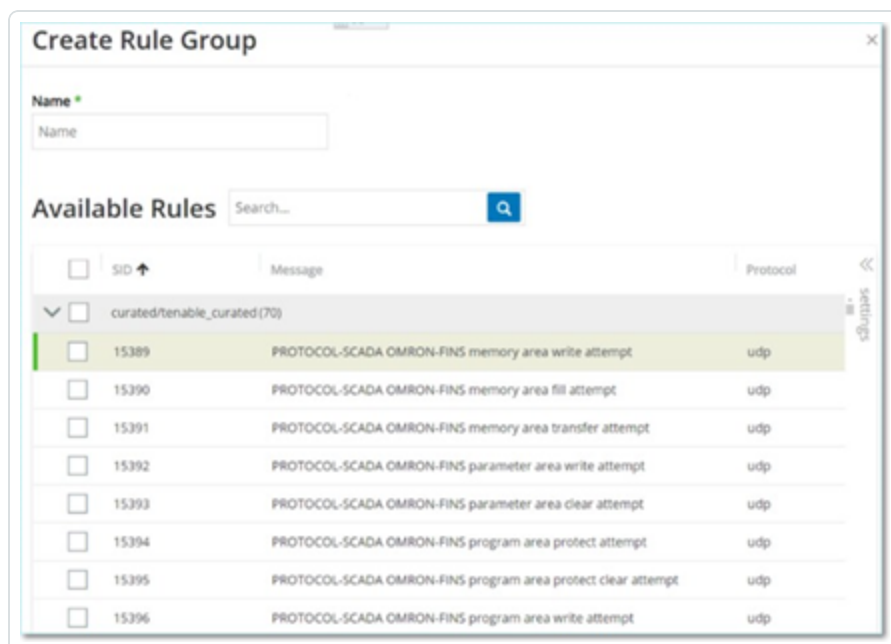 Create Rule Group
Name *
Name
Available Rules Search...
SID Message Protocol
settings
curated/tenable_curated (70)
15389 PROTOCOL-SCADA OMRON-FINS memory area write attempt udp
15390 PROTOCOL-SCADA OMRON-FINS memory area fill attempt udp
15391 PROTOCOL-SCADA OMRON-FINS memory area transfer attempt udp
15392 PROTOCOL-SCADA OMRON-FINS parameter area write attempt udp
15393 PROTOCOL-SCADA OMRON-FINS parameter area clear attempt udp
15394 PROTOCOL-SCADA OMRON-FINS program area protect attempt udp
15395 PROTOCOL-SCADA OMRON-FINS program area protect clear attempt udp
15396 PROTOCOL-SCADA OMRON-FINS program area write attempt udp